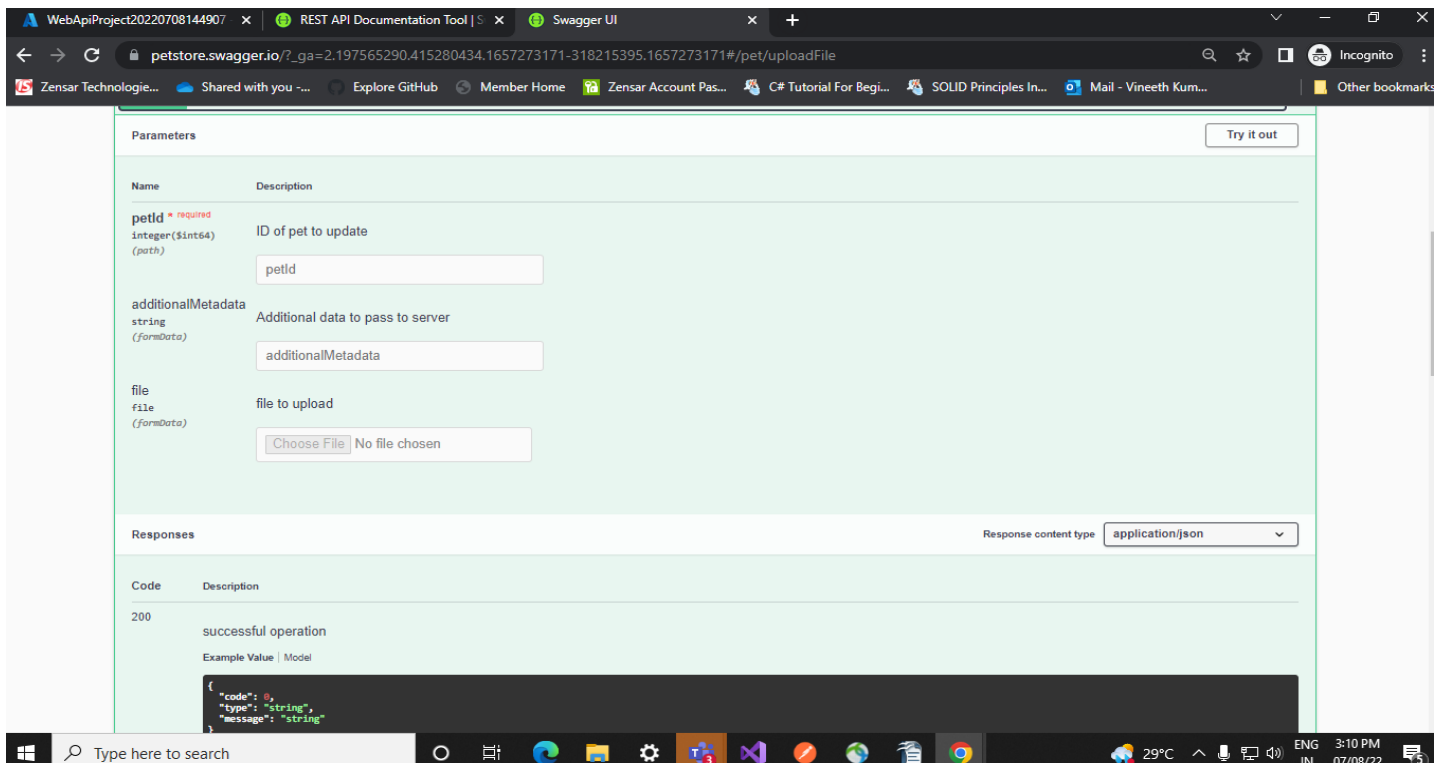 WebApiProject20220708144907
REST API Documentation Tool | S
Swagger UI
petstore.swagger.io/?_ga=2.197565290.415280434.1657273171-318215395.1657273171#/pet/uploadFile
Incognito
Zensar Technologie...
Shared with you -...
Explore GitHub
Member Home
Zensar Account Pas...
C# Tutorial For Begi...
SOLID Principles In...
Mail - Vineeth Kum...
Other bookmarks
Parameters
Try it out
Name
Description
petId * required
integer($int64)
(path)
ID of pet to update
petId
additionalMetadata
string
(formData)
Additional data to pass to server
additionalMetadata
file
file
(formData)
file to upload
Choose File No file chosen
Responses
Response content type
application/json
Code
Description
200
successful operation
Example Value | Model
{
"code": 0,
"type": "string",
"message": "string"
}
Type here to search
29°C
ENG
IN
3:10 PM
07/08/22